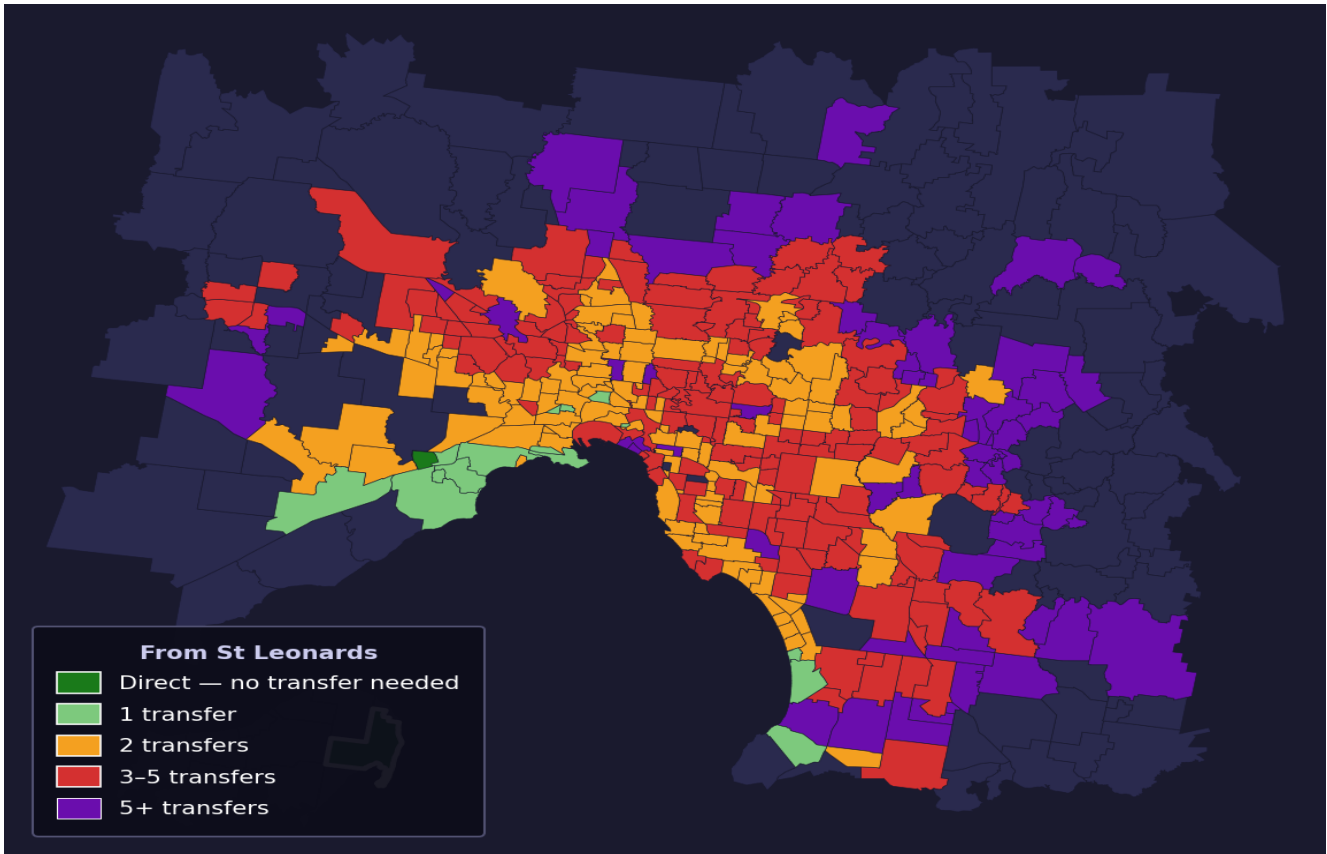 From St Leonards
Direct — no transfer needed
1 transfer
2 transfers
3–5 transfers
5+ transfers